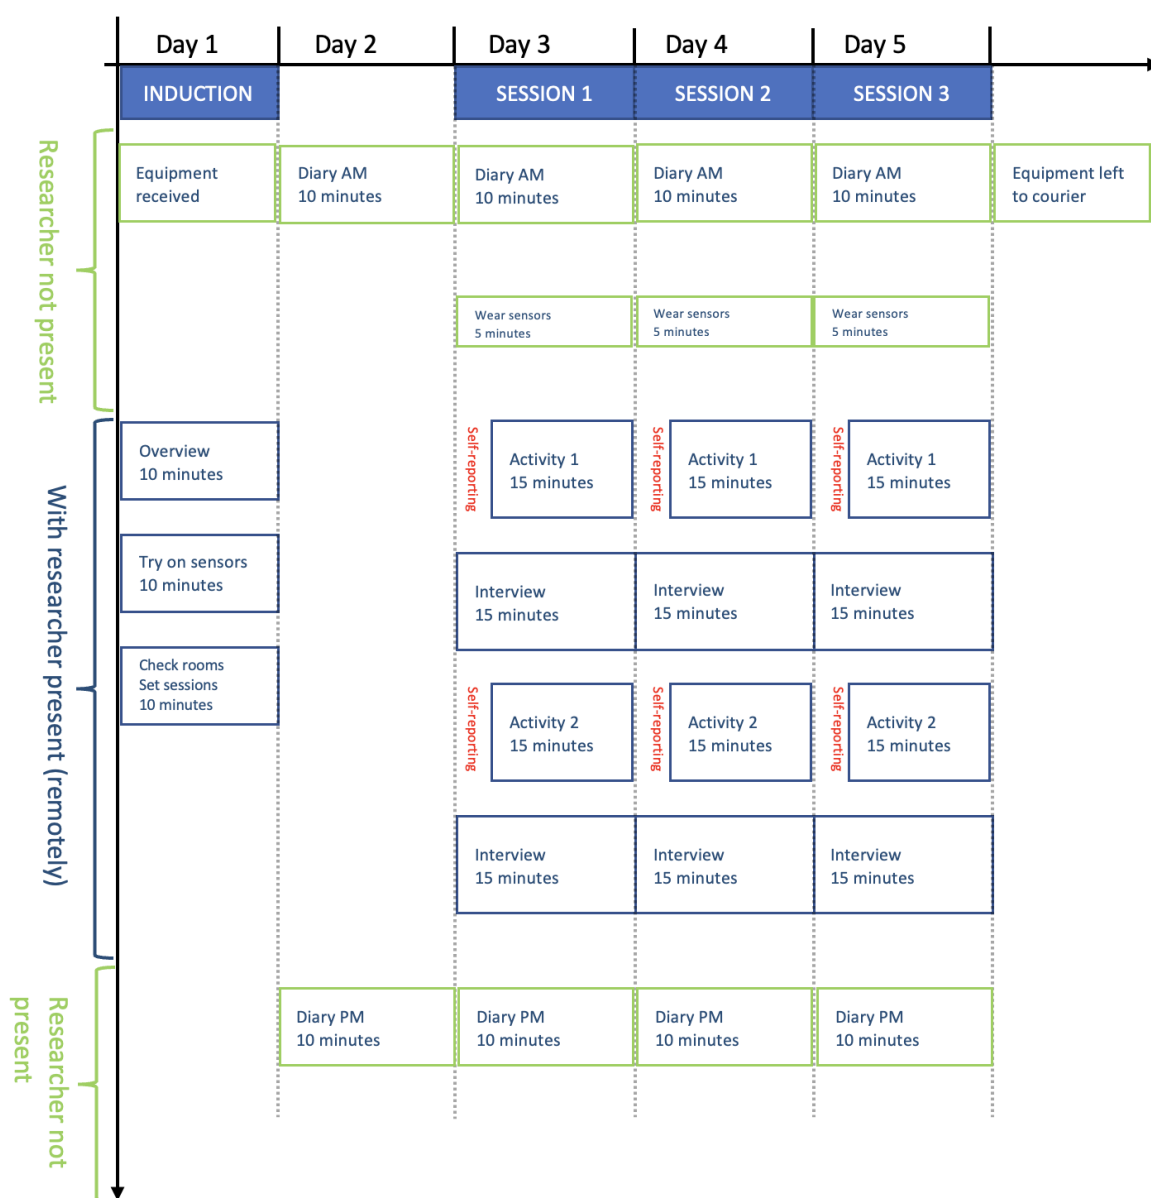 Day 1
Day 2
Day 3
Day 4
Day 5
INDUCTION
SESSION 1
SESSION 2
SESSION 3
Researcher not present
Equipment
received
Diary AM
10 minutes
Diary AM
10 minutes
Diary AM
10 minutes
Diary AM
10 minutes
Equipment left
to courier
Wear sensors
5 minutes
Wear sensors
5 minutes
Wear sensors
5 minutes
With researcher present (remotely)
Overview
10 minutes
Self-reporting
Activity 1
15 minutes
Self-reporting
Activity 1
15 minutes
Self-reporting
Activity 1
15 minutes
Try on sensors
10 minutes
Interview
15 minutes
Interview
15 minutes
Interview
15 minutes
Check rooms
Set sessions
10 minutes
Self-reporting
Activity 2
15 minutes
Self-reporting
Activity 2
15 minutes
Self-reporting
Activity 2
15 minutes
Interview
15 minutes
Interview
15 minutes
Interview
15 minutes
Researcher not
present
Diary PM
10 minutes
Diary PM
10 minutes
Diary PM
10 minutes
Diary PM
10 minutes